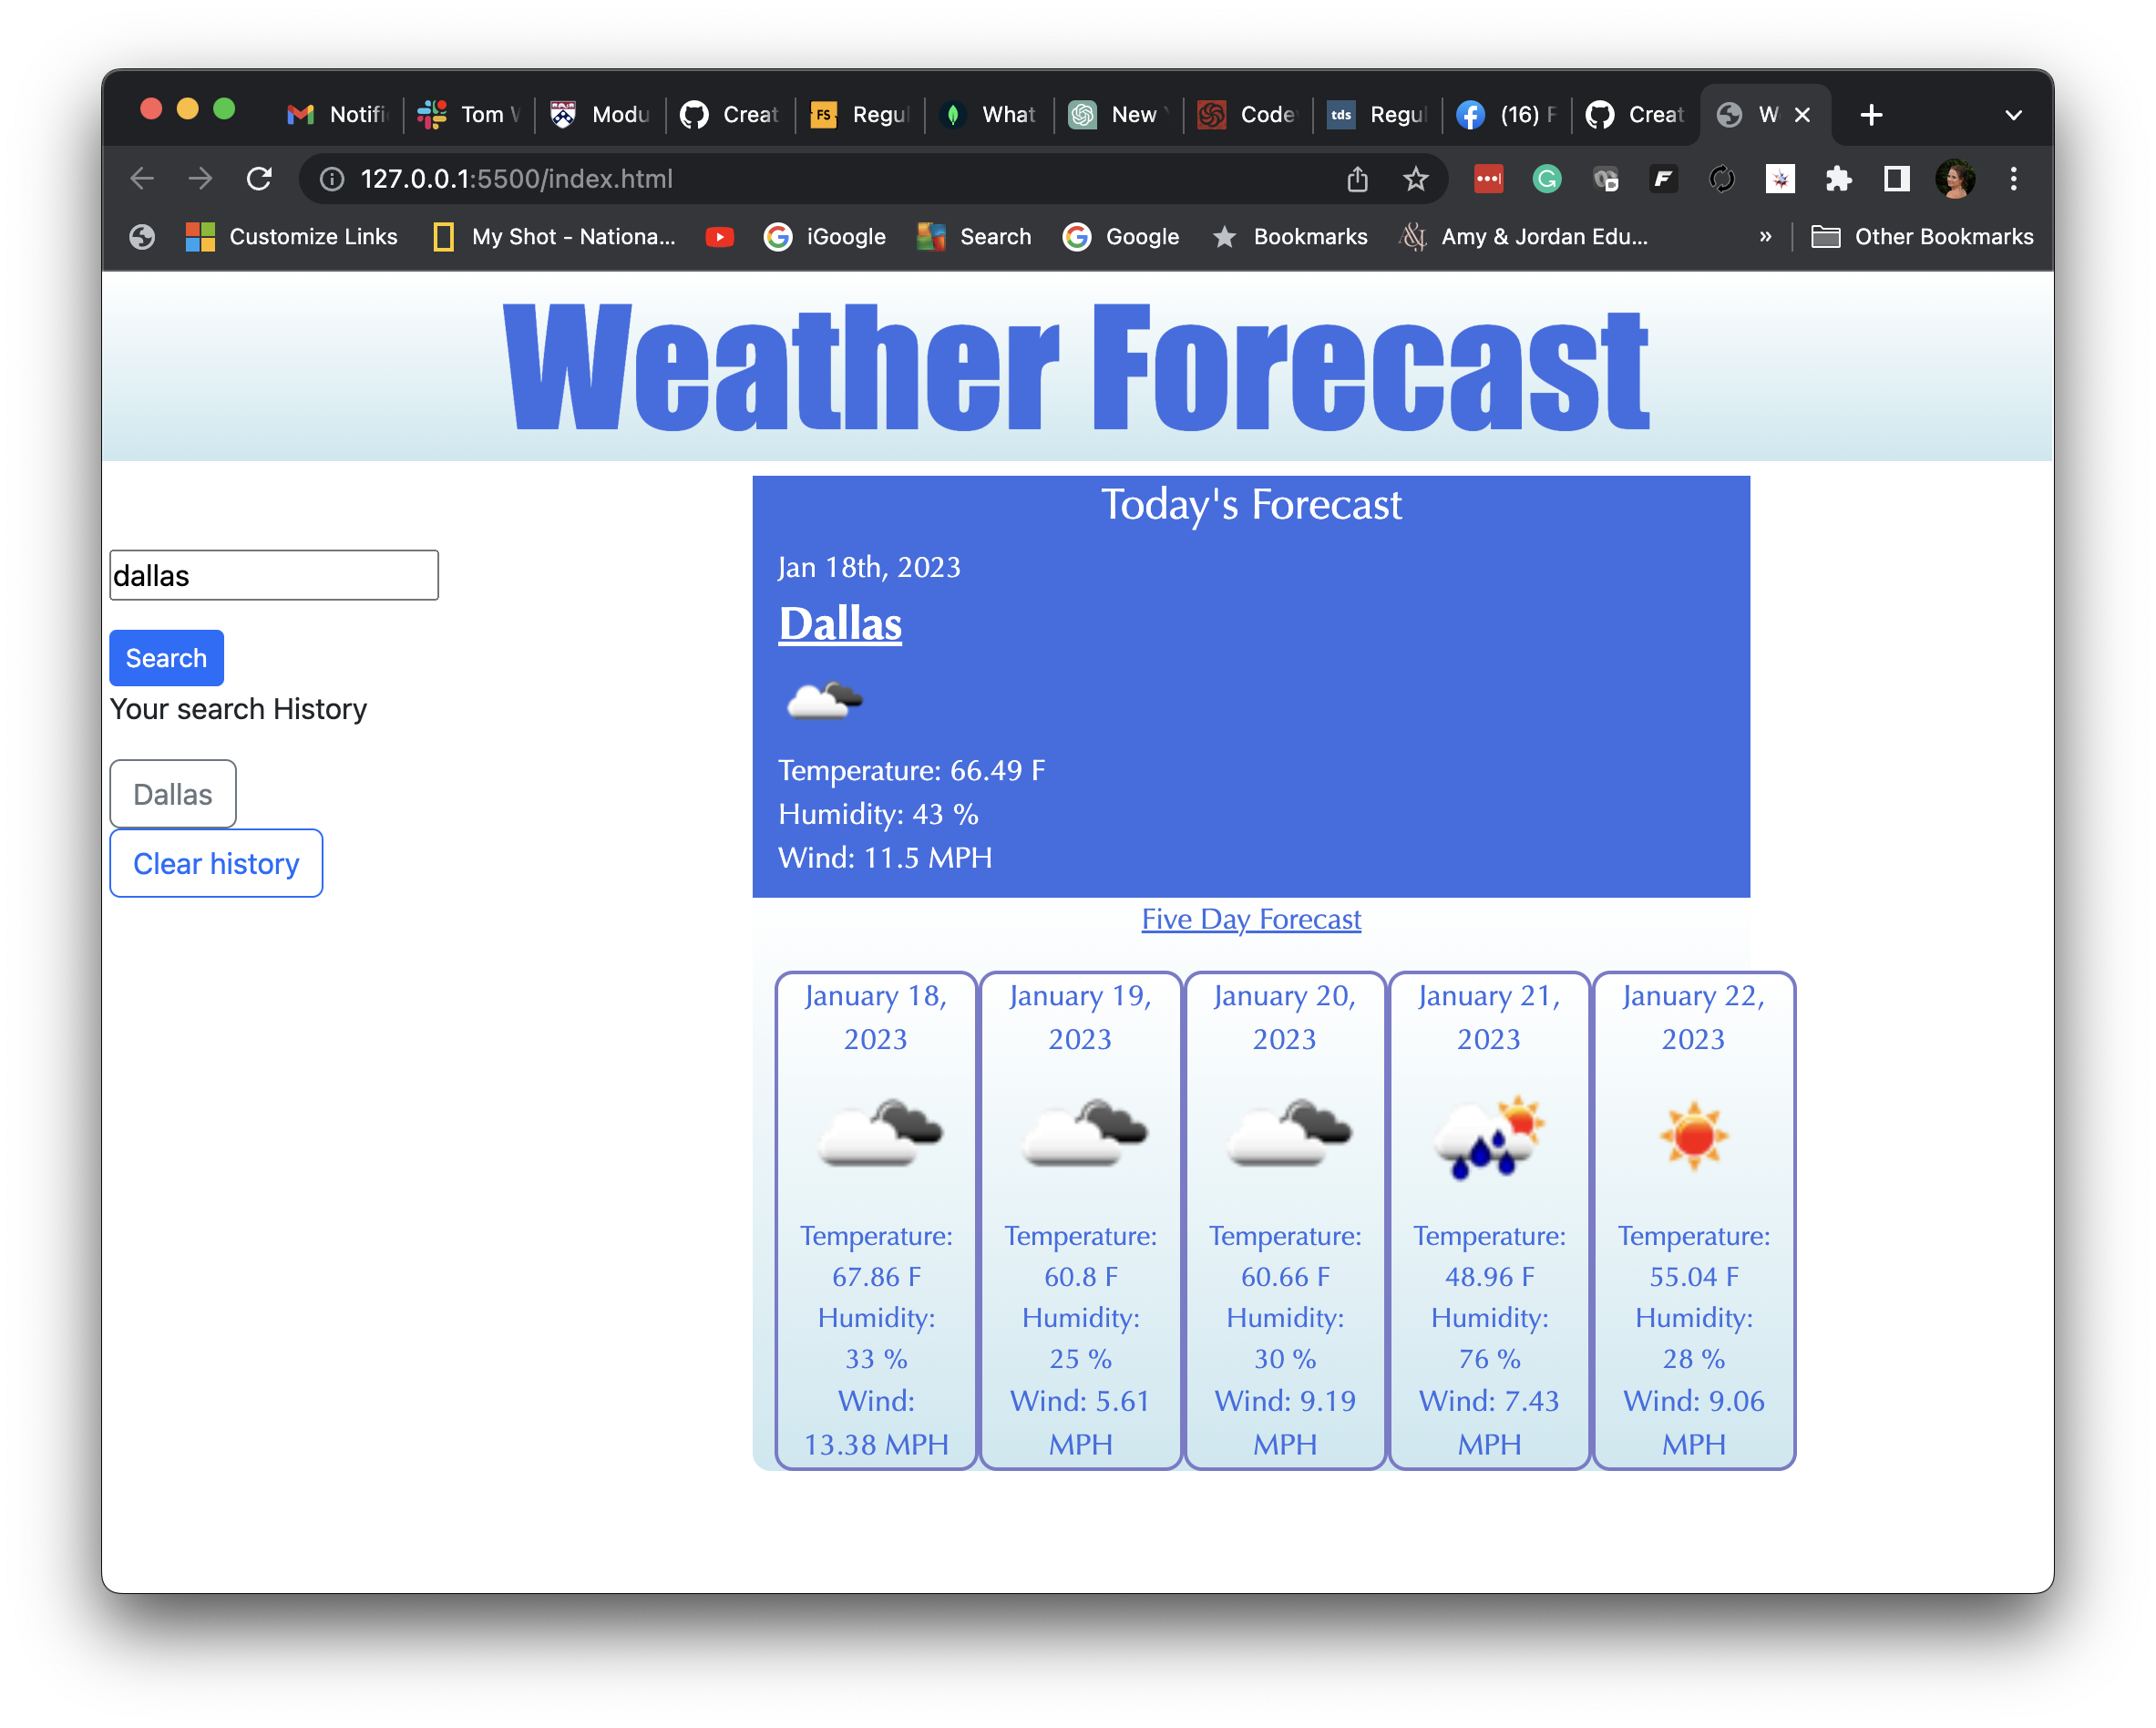 Notifi
Tom W
Modu
Creat
FS
Regul
What
New
Code
tds
Regul
(16) F
Creat
W
127.0.0.1:5500/index.html
Customize Links
My Shot - Nationa...
iGoogle
Search
Google
Bookmarks
Amy & Jordan Edu...
»
Other Bookmarks
Weather Forecast
dallas
Search
Your search History
Dallas
Clear history
Today's Forecast
Jan 18th, 2023
Dallas
Temperature: 66.49 F
Humidity: 43 %
Wind: 11.5 MPH
Five Day Forecast
January 18,
2023
Temperature:
67.86 F
Humidity:
33 %
Wind:
13.38 MPH
January 19,
2023
Temperature:
60.8 F
Humidity:
25 %
Wind: 5.61
MPH
January 20,
2023
Temperature:
60.66 F
Humidity:
30 %
Wind: 9.19
MPH
January 21,
2023
Temperature:
48.96 F
Humidity:
76 %
Wind: 7.43
MPH
January 22,
2023
Temperature:
55.04 F
Humidity:
28 %
Wind: 9.06
MPH